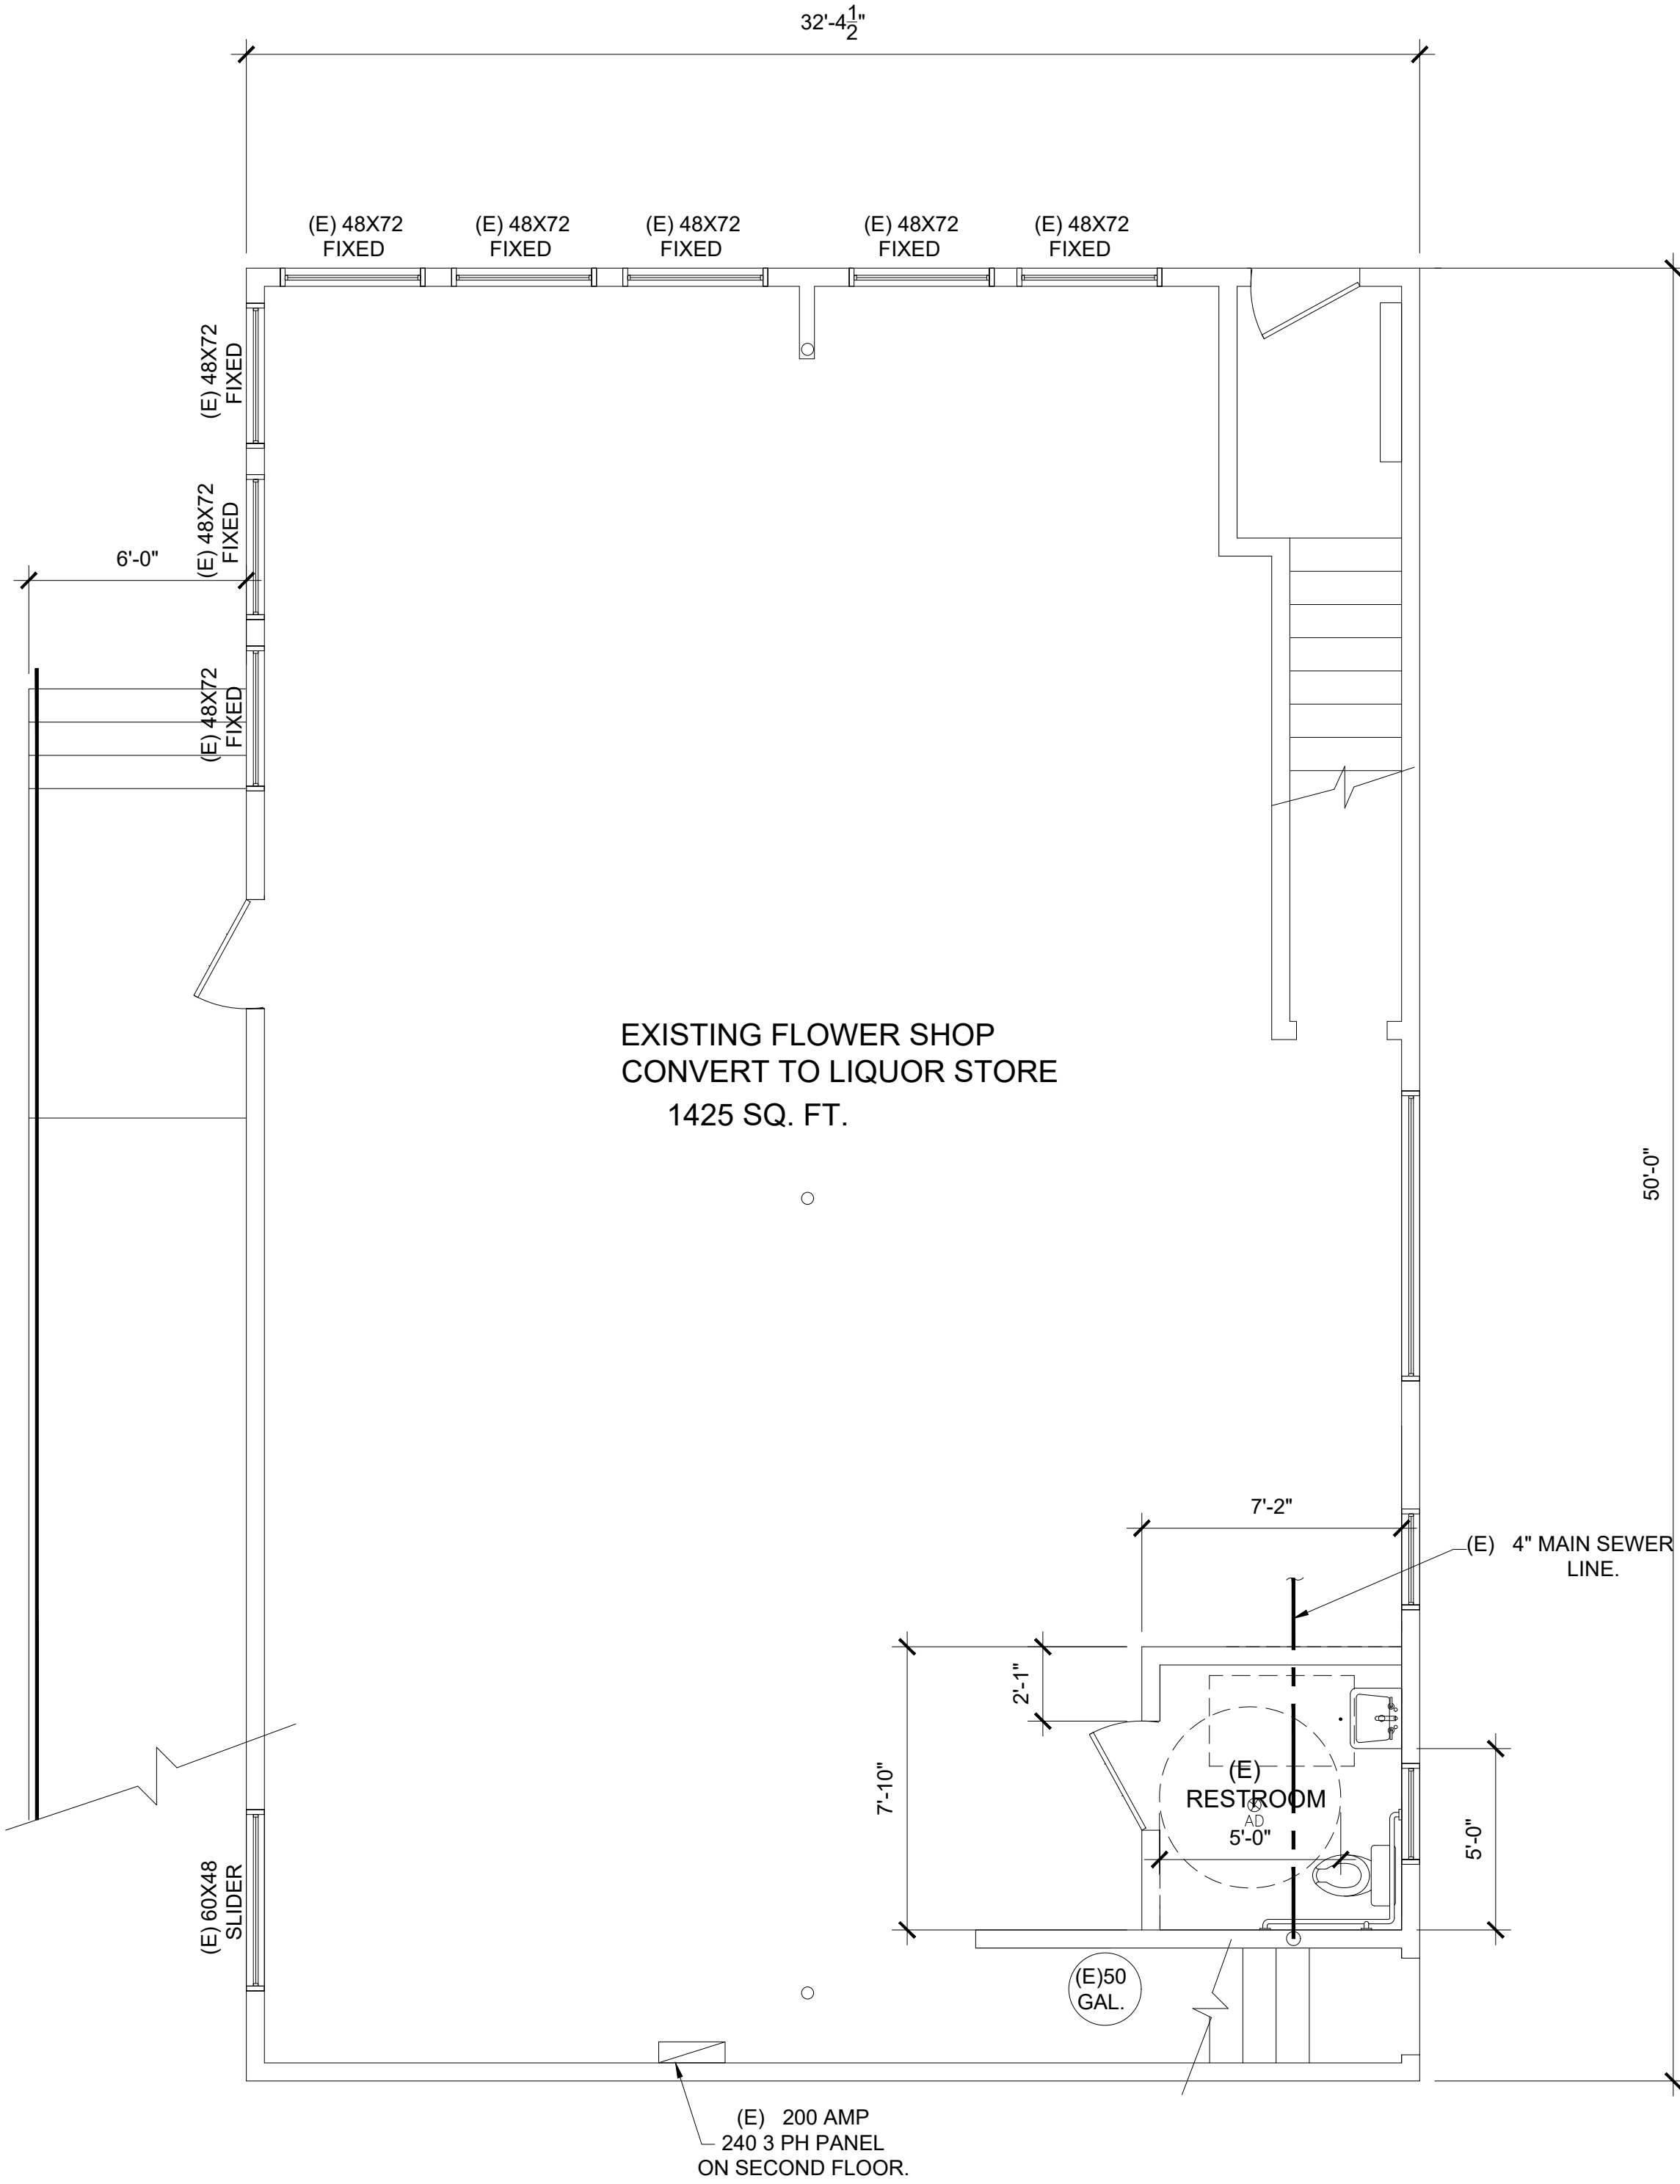 32'-4 1/2"
(E) 48X72
FIXED
(E) 48X72
FIXED
(E) 48X72
FIXED
(E) 48X72
FIXED
(E) 48X72
FIXED
(E) 48X72
FIXED
(E) 48X72
FIXED
6'-0"
(E) 48X72
FIXED
EXISTING FLOWER SHOP
CONVERT TO LIQUOR STORE
1425 SQ. FT.
50'-0"
7'-2"
(E) 4" MAIN SEWER
LINE.
2'-1"
7'-10"
(E)
RESTROOM
AD
5'-0"
5'-0"
(E) 60X48
SLIDER
(E)50
GAL.
(E) 200 AMP
240 3 PH PANEL
ON SECOND FLOOR.